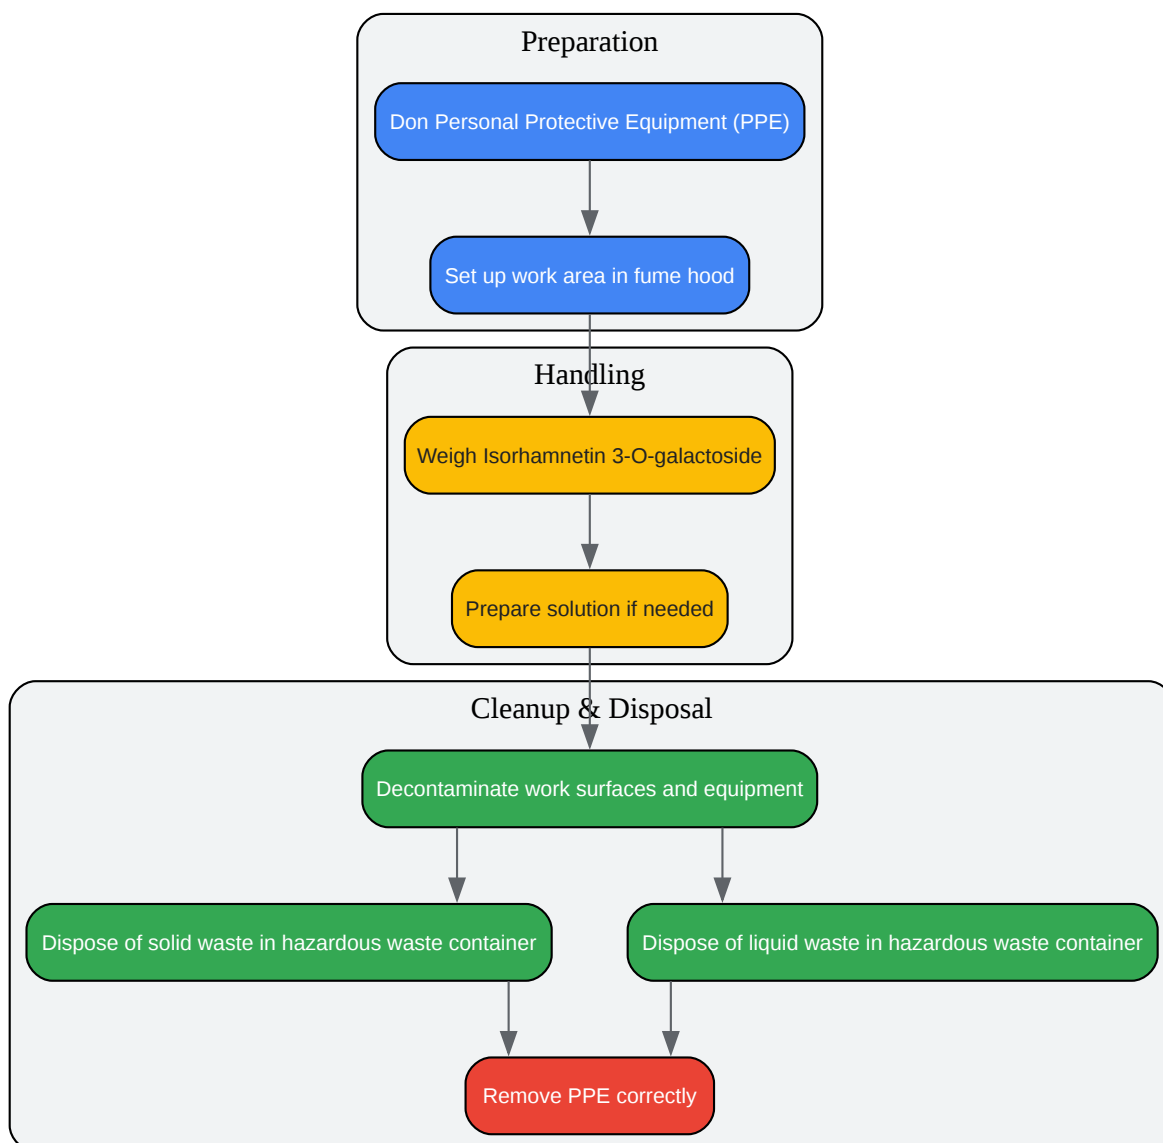 Preparation
Don Personal Protective Equipment (PPE)
Set up work area in fume hood
Handling
Weigh Isorhamnetin 3-O-galactoside
Prepare solution if needed
Cleanup & Disposal
Decontaminate work surfaces and equipment
Dispose of solid waste in hazardous waste container
Dispose of liquid waste in hazardous waste container
Remove PPE correctly